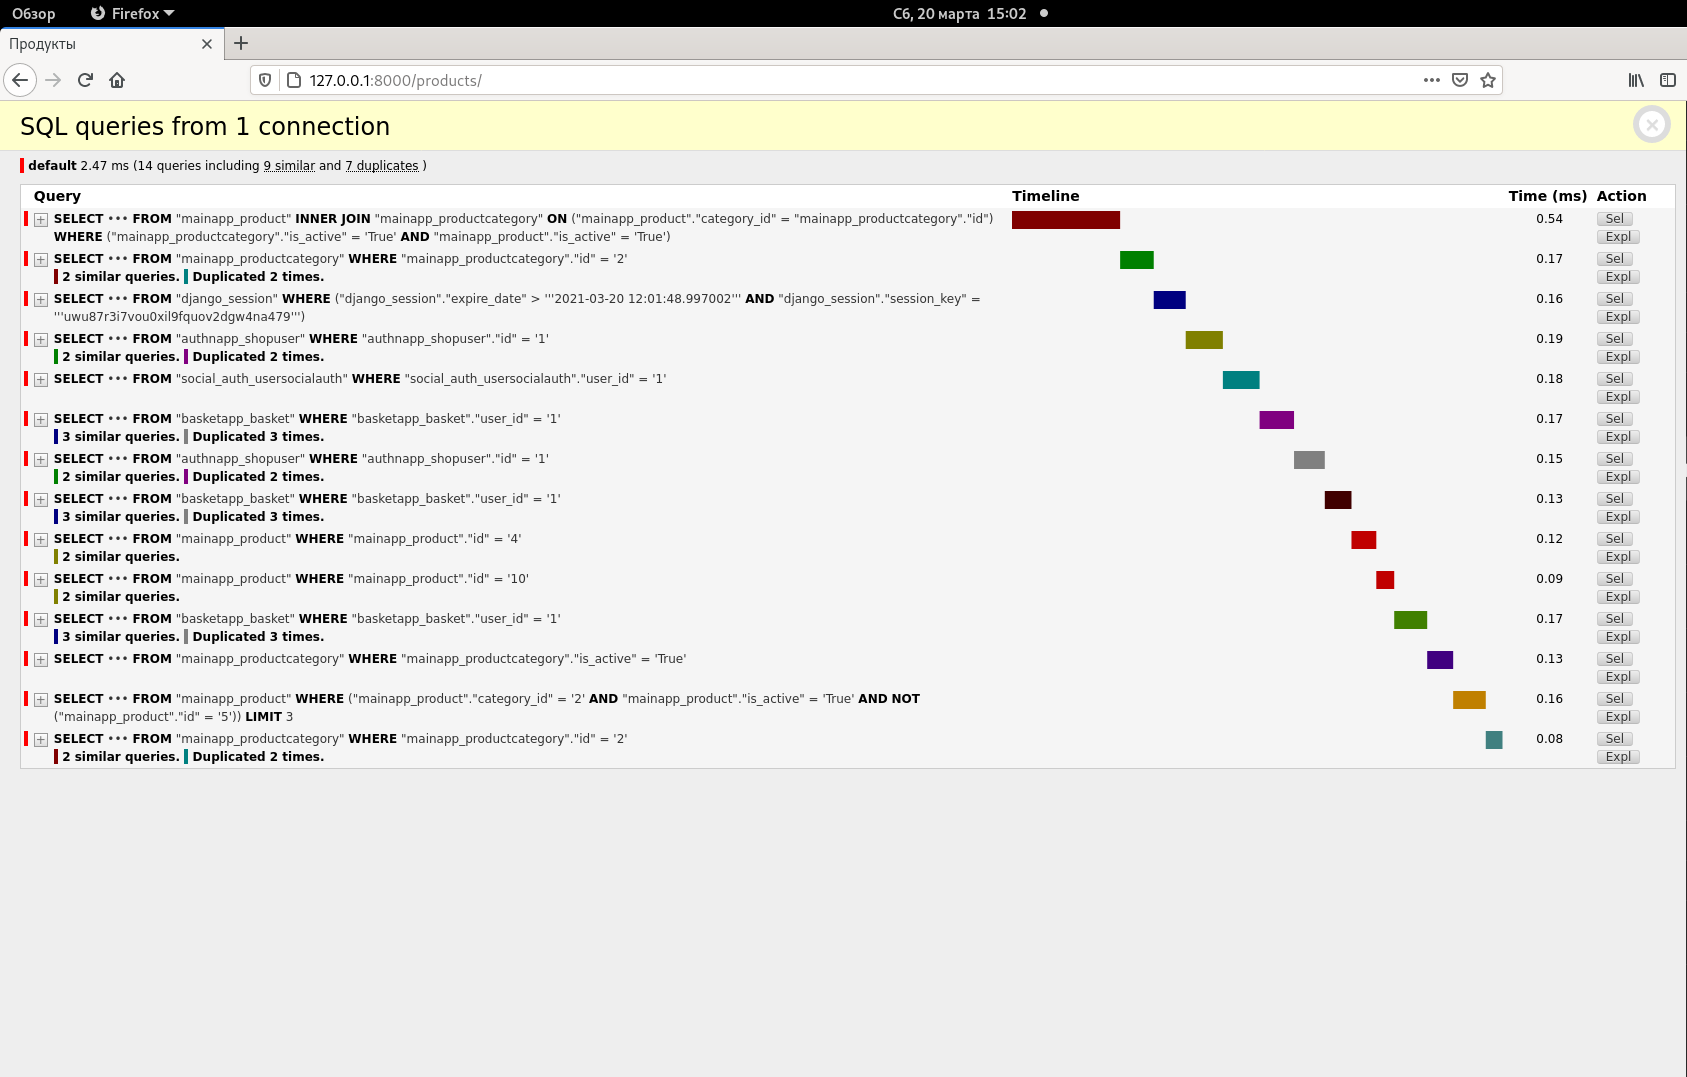 Обзор Firefox Сб, 20 марта 15:02
Продукты
127.0.0.1:8000/products/
SQL queries from 1 connection
default 2.47 ms (14 queries including 9 similar and 7 duplicates )
Query Timeline Time (ms) Action
SELECT ••• FROM "mainapp_product" INNER JOIN "mainapp_productcategory" ON ("mainapp_product"."category_id" = "mainapp_productcategory"."id") 0.54 Sel
WHERE ("mainapp_productcategory"."is_active" = 'True' AND "mainapp_product"."is_active" = 'True') Expl
SELECT ••• FROM "mainapp_productcategory" WHERE "mainapp_productcategory"."id" = '2' 0.17 Sel
2 similar queries. Duplicated 2 times. Expl
SELECT ••• FROM "django_session" WHERE ("django_session"."expire_date" > '''2021-03-20 12:01:48.997002''' AND "django_session"."session_key" = 0.16 Sel
'''uwu87r3i7vou0xil9fquov2dgw4na479''') Expl
SELECT ••• FROM "authnapp_shopuser" WHERE "authnapp_shopuser"."id" = '1' 0.19 Sel
2 similar queries. Duplicated 2 times. Expl
SELECT ••• FROM "social_auth_usersocialauth" WHERE "social_auth_usersocialauth"."user_id" = '1' 0.18 Sel
Expl
SELECT ••• FROM "basketapp_basket" WHERE "basketapp_basket"."user_id" = '1' 0.17 Sel
3 similar queries. Duplicated 3 times. Expl
SELECT ••• FROM "authnapp_shopuser" WHERE "authnapp_shopuser"."id" = '1' 0.15 Sel
2 similar queries. Duplicated 2 times. Expl
SELECT ••• FROM "basketapp_basket" WHERE "basketapp_basket"."user_id" = '1' 0.13 Sel
3 similar queries. Duplicated 3 times. Expl
SELECT ••• FROM "mainapp_product" WHERE "mainapp_product"."id" = '4' 0.12 Sel
2 similar queries. Expl
SELECT ••• FROM "mainapp_product" WHERE "mainapp_product"."id" = '10' 0.09 Sel
2 similar queries. Expl
SELECT ••• FROM "basketapp_basket" WHERE "basketapp_basket"."user_id" = '1' 0.17 Sel
3 similar queries. Duplicated 3 times. Expl
SELECT ••• FROM "mainapp_productcategory" WHERE "mainapp_productcategory"."is_active" = 'True' 0.13 Sel
Expl
SELECT ••• FROM "mainapp_product" WHERE ("mainapp_product"."category_id" = '2' AND "mainapp_product"."is_active" = 'True' AND NOT 0.16 Sel
("mainapp_product"."id" = '5')) LIMIT 3 Expl
SELECT ••• FROM "mainapp_productcategory" WHERE "mainapp_productcategory"."id" = '2' 0.08 Sel
2 similar queries. Duplicated 2 times. Expl